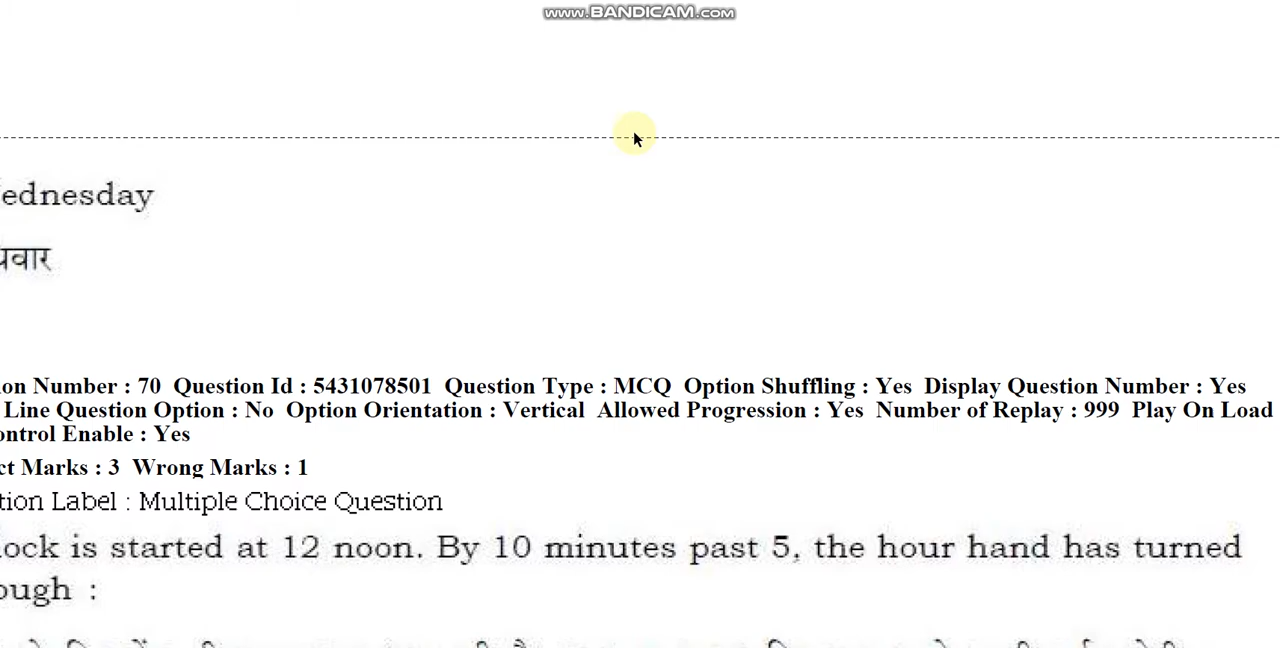 www.BANDICAM.com
ednesday
वार
on Number : 70 Question Id : 5431078501 Question Type : MCQ Option Shuffling : Yes Display Question Number : Yes
Line Question Option : No Option Orientation : Vertical Allowed Progression : Yes Number of Replay : 999 Play On Load
ontrol Enable : Yes
ct Marks : 3 Wrong Marks : 1
tion Label : Multiple Choice Question
lock is started at 12 noon. By 10 minutes past 5, the hour hand has turned
ough :